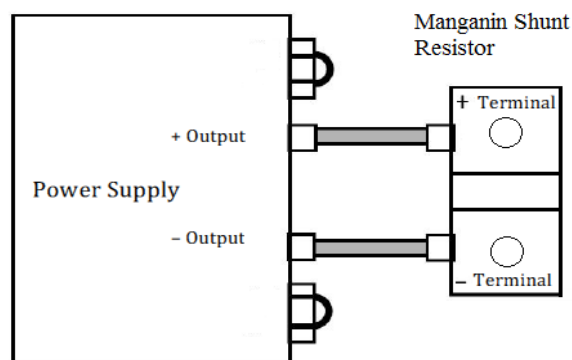 Manganin Shunt
Resistor
+ Terminal
+ Output
Power Supply
– Output
– Terminal